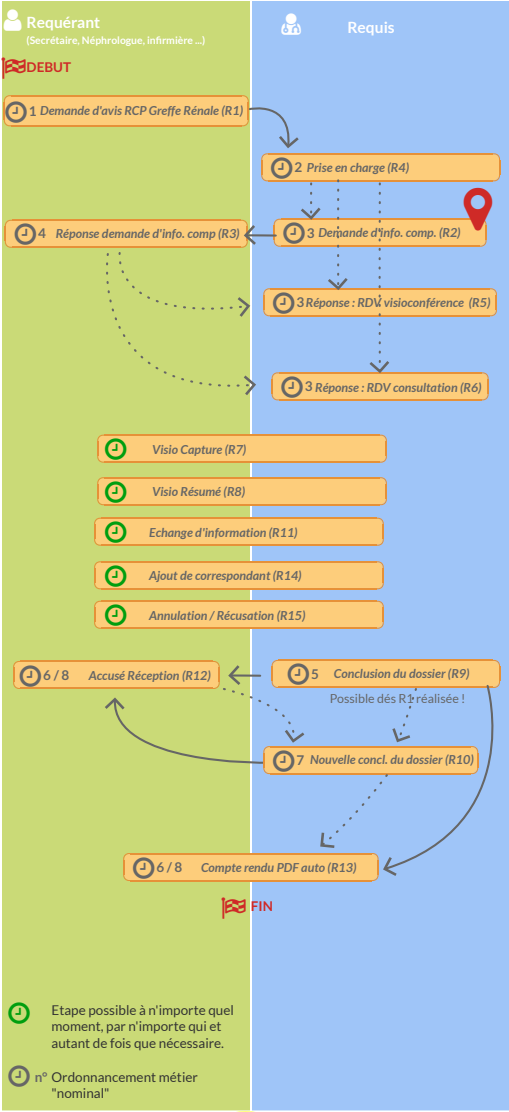 Requérant
(Secrétaire, Néphrologue, infirmière ...)
Requis
DEBUT
1 Demande d'avis RCP Greffe Rénale (R1)
2 Prise en charge (R4)
4 Réponse demande d'info. comp (R3)
3 Demande d'info. comp. (R2)
3 Réponse : RDV visioconférence (R5)
3 Réponse : RDV consultation (R6)
Visio Capture (R7)
Visio Résumé (R8)
Echange d'information (R11)
Ajout de correspondant (R14)
Annulation / Récusation (R15)
6 / 8 Accusé Réception (R12)
5 Conclusion du dossier (R9)
Possible dés R1 réalisée !
7 Nouvelle concl. du dossier (R10)
6 / 8 Compte rendu PDF auto (R13)
FIN
Etape possible à n'importe quel
moment, par n'importe qui et
autant de fois que nécessaire.
n° Ordonnancement métier
"nominal"